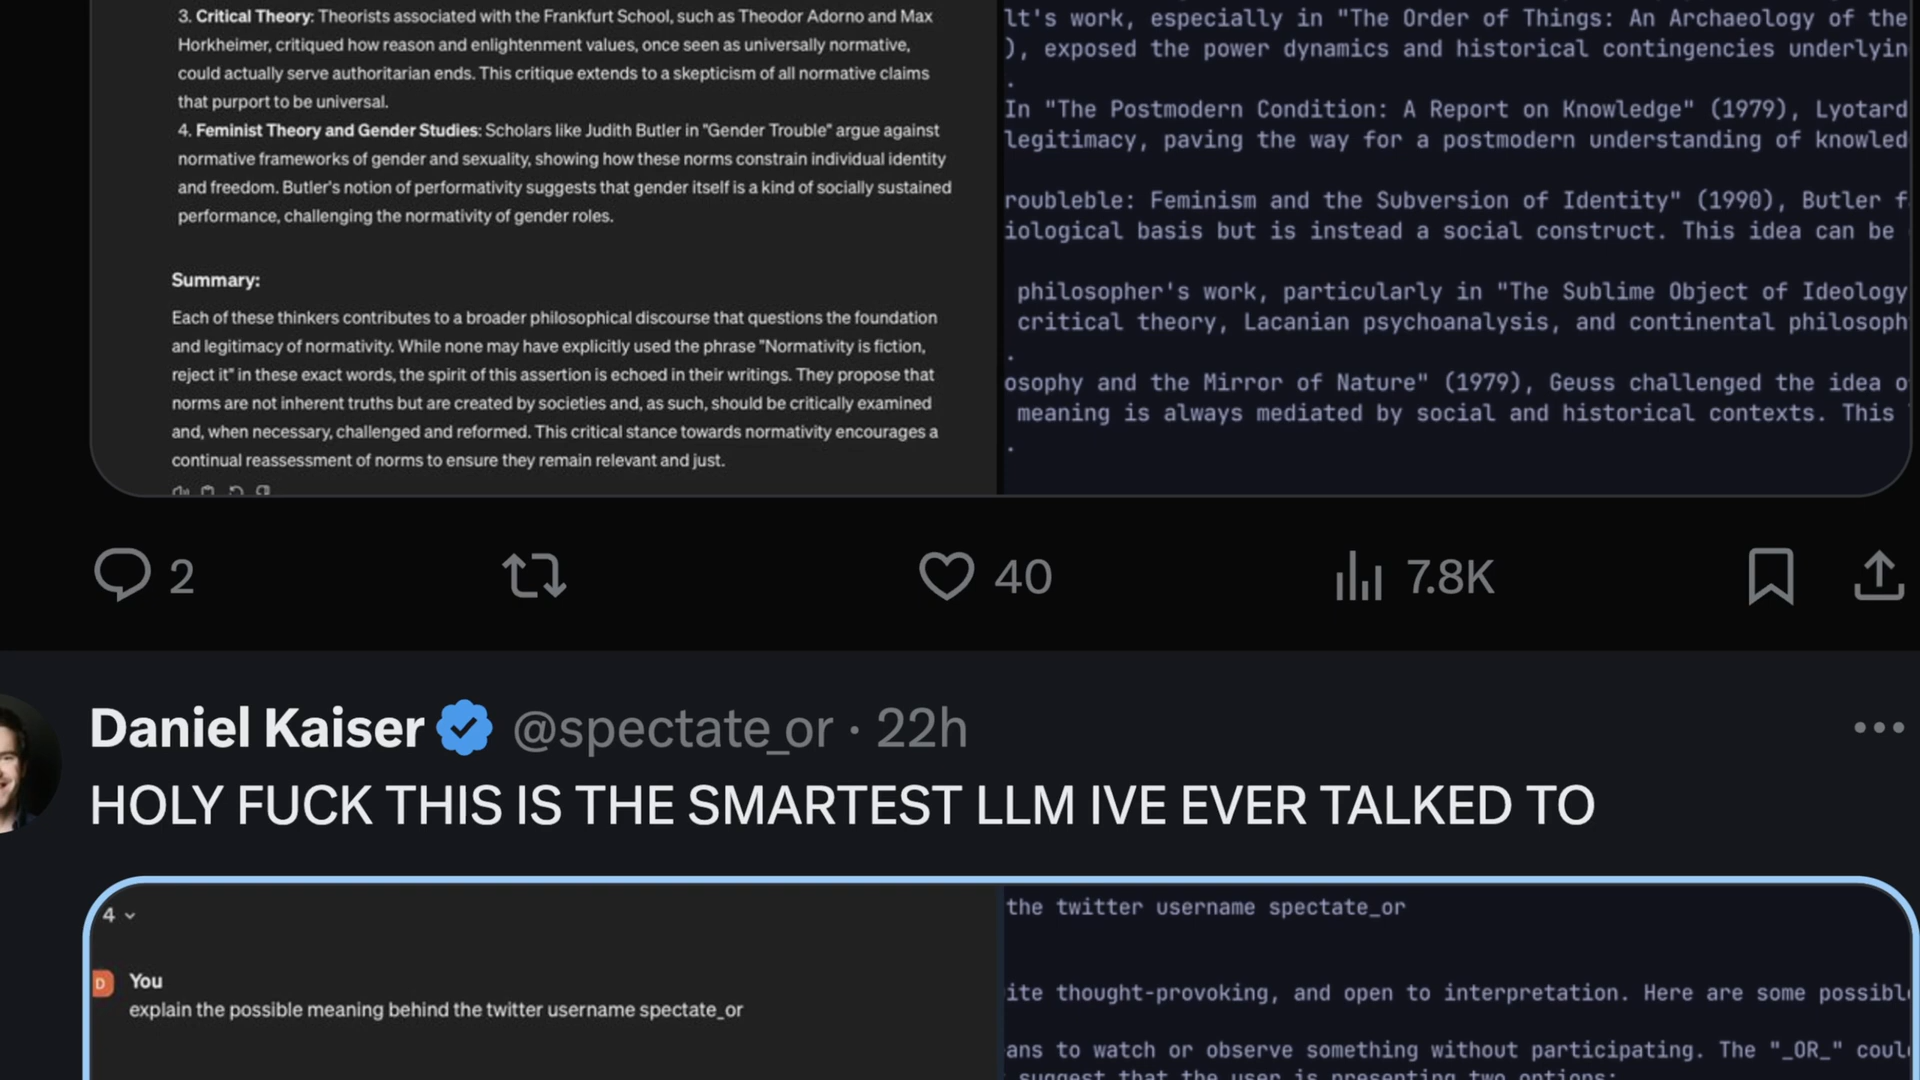 3. Critical Theory: Theorists associated with the Frankfurt School, such as Theodor Adorno and Max
Horkheimer, critiqued how reason and enlightenment values, once seen as universally normative,
could actually serve authoritarian ends. This critique extends to a skepticism of all normative claims
that purport to be universal.
4. Feminist Theory and Gender Studies: Scholars like Judith Butler in "Gender Trouble" argue against
normative frameworks of gender and sexuality, showing how these norms constrain individual identity
and freedom. Butler's notion of performativity suggests that gender itself is a kind of socially sustained
performance, challenging the normativity of gender roles.
Summary:
Each of these thinkers contributes to a broader philosophical discourse that questions the foundation
and legitimacy of normativity. While none may have explicitly used the phrase "Normativity is fiction,
reject it" in these exact words, the spirit of this assertion is echoed in their writings. They propose that
norms are not inherent truths but are created by societies and, as such, should be critically examined
and, when necessary, challenged and reformed. This critical stance towards normativity encourages a
continual reassessment of norms to ensure they remain relevant and just.
lt's work, especially in "The Order of Things: An Archaeology of the
), exposed the power dynamics and historical contingencies underlyin
.
In "The Postmodern Condition: A Report on Knowledge" (1979), Lyotard
legitimacy, paving the way for a postmodern understanding of knowled
roubleble: Feminism and the Subversion of Identity" (1990), Butler f
iological basis but is instead a social construct. This idea can be
philosopher's work, particularly in "The Sublime Object of Ideology
critical theory, Lacanian psychoanalysis, and continental philosoph
.
osophy and the Mirror of Nature" (1979), Geuss challenged the idea o
meaning is always mediated by social and historical contexts. This
.
2 40 7.8K
Daniel Kaiser @spectate_or · 22h
HOLY FUCK THIS IS THE SMARTEST LLM IVE EVER TALKED TO
4
D You
explain the possible meaning behind the twitter username spectate_or
the twitter username spectate_or
ite thought-provoking, and open to interpretation. Here are some possibl
ans to watch or observe something without participating. The "_OR_" coul
suggest that the user is presenting two options: